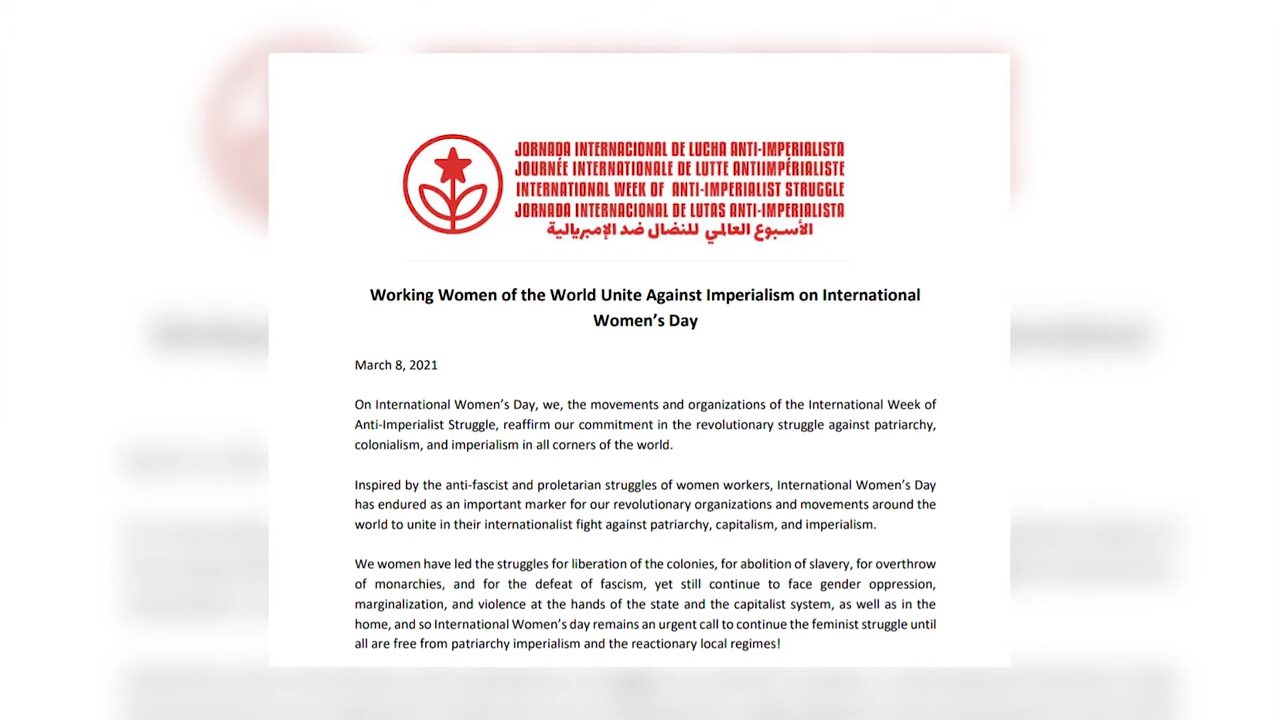 JORNADA INTERNACIONAL DE LUCHA ANTI-IMPERIALISTA
JOURNÉE INTERNATIONALE DE LUTTE ANTIIMPÉRIALISTE
INTERNATIONAL WEEK OF ANTI-IMPERIALIST STRUGGLE
JORNADA INTERNACIONAL DE LUTAS ANTI-IMPERIALISTA
الأسبوع العالمي للنضال ضد الإمبريالية
Working Women of the World Unite Against Imperialism on International
Women's Day
March 8, 2021
On International Women's Day, we, the movements and organizations of the International Week of
Anti-Imperialist Struggle, reaffirm our commitment in the revolutionary struggle against patriarchy,
colonialism, and imperialism in all corners of the world.
Inspired by the anti-fascist and proletarian struggles of women workers, International Women's Day
has endured as an important marker for our revolutionary organizations and movements around the
world to unite in their internationalist fight against patriarchy, capitalism, and imperialism.
We women have led the struggles for liberation of the colonies, for abolition of slavery, for overthrow
of monarchies, and for the defeat of fascism, yet still continue to face gender oppression,
marginalization, and violence at the hands of the state and the capitalist system, as well as in the
home, and so International Women's day remains an urgent call to continue the feminist struggle until
all are free from patriarchy imperialism and the reactionary local regimes!